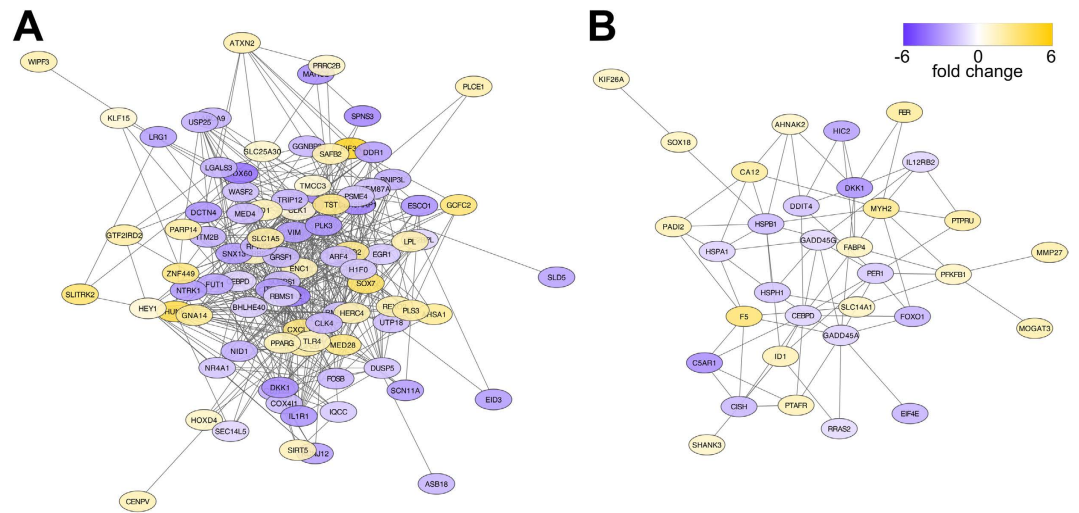 A
B
-6 0 6
fold change
ATXN2
WIPF3
PRRC2B
PLCE1
KLF15
SPNS3
USP25
LRG1
SLC25A30
SAFB2
DDR1
LGALS3
WASF2
TMCC3
TRIP12
PSME4
TST
ESCO1
GCFC2
DCTN4
MED4
PLK3
VIM
PARP14
GTF2IRD2
SLC1A5
LPL
EGR1
ARF4
GRSF1
ENC1
H1F0
SNX13
ZNF449
SLD5
SLITRK2
NTRK1
FUT1
RBMS1
SOX7
HEY1
GNA14
BHLHE40
HERC4
PLS3
CLK4
UTP18
PPARG
TLR4
MED28
NID1
NR4A1
DUSP5
FOSB
DKK1
SCN11A
EID3
IL1R1
IQCC
HOXD4
SEC14L5
SIRT5
ASB18
CENPV
KIF26A
AHNAK2
HIC2
FER
SOX18
IL12RB2
CA12
DKK1
DDIT4
MYH2
PTPRU
PADI2
HSPB1
GADD45G
FABP4
HSPA1
MMP27
PER1
PFKFB1
HSPH1
SLC14A1
F5
CEBPD
FOXO1
MOGAT3
GADD45A
C5AR1
ID1
CISH
PTAFR
EIF4E
RRAS2
SHANK3